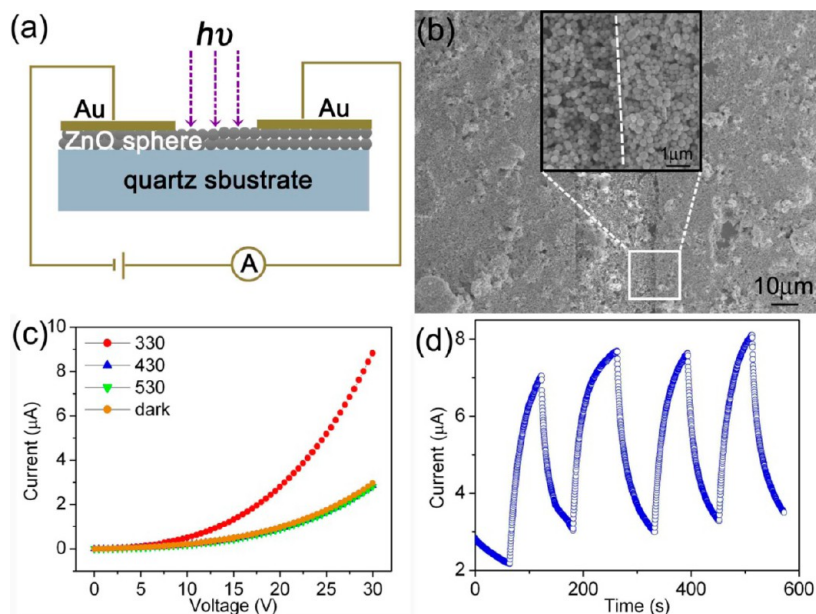 (a)
hυ
Au
Au
ZnO sphere
quartz sbustrate
A
(b)
1μm
10μm
(c)
10
8
6
4
2
0
Current (μA)
330
430
530
dark
0
5
10
15
20
25
30
Voltage (V)
(d)
8
6
4
2
Current (μA)
0
200
400
600
Time (s)